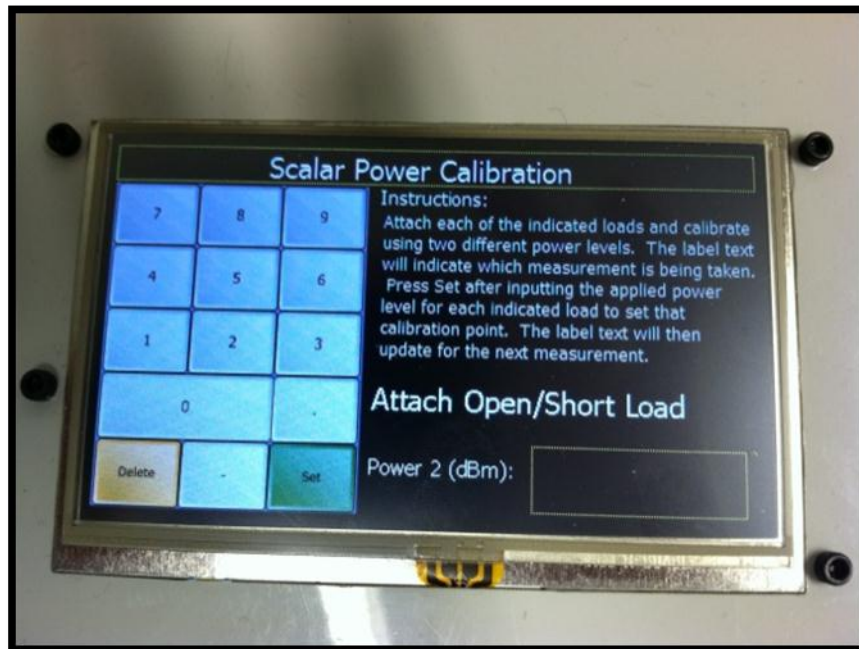 Scalar Power Calibration
7 8 9
4 5 6
1 2 3
0 .
Delete - Set
Instructions:
Attach each of the indicated loads and calibrate
using two different power levels. The label text
will indicate which measurement is being taken.
Press Set after inputting the applied power
level for each indicated load to set that
calibration point. The label text will then
update for the next measurement.
Attach Open/Short Load
Power 2 (dBm):